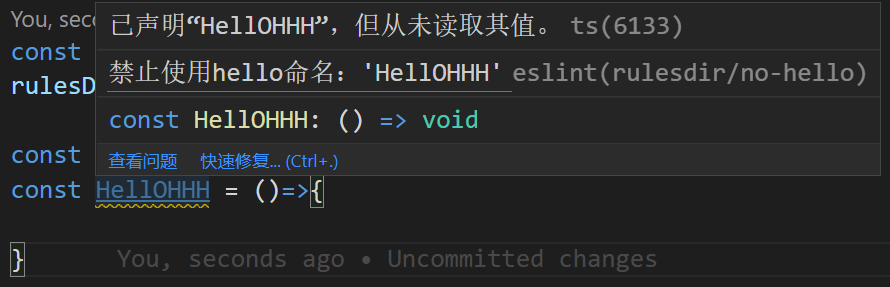 You, seco
已声明“HellOHHH”，但从未读取其值。 ts(6133)
const
禁止使用hello命名：'HellOHHH' eslint(rulesdir/no-hello)
rulesD
const HellOHHH: () => void
const
查看问题 快速修复... (Ctrl+.)
const HellOHHH = ()=>{
} You, seconds ago • Uncommitted changes